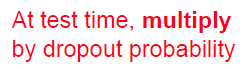 At test time, multiply
by dropout probability